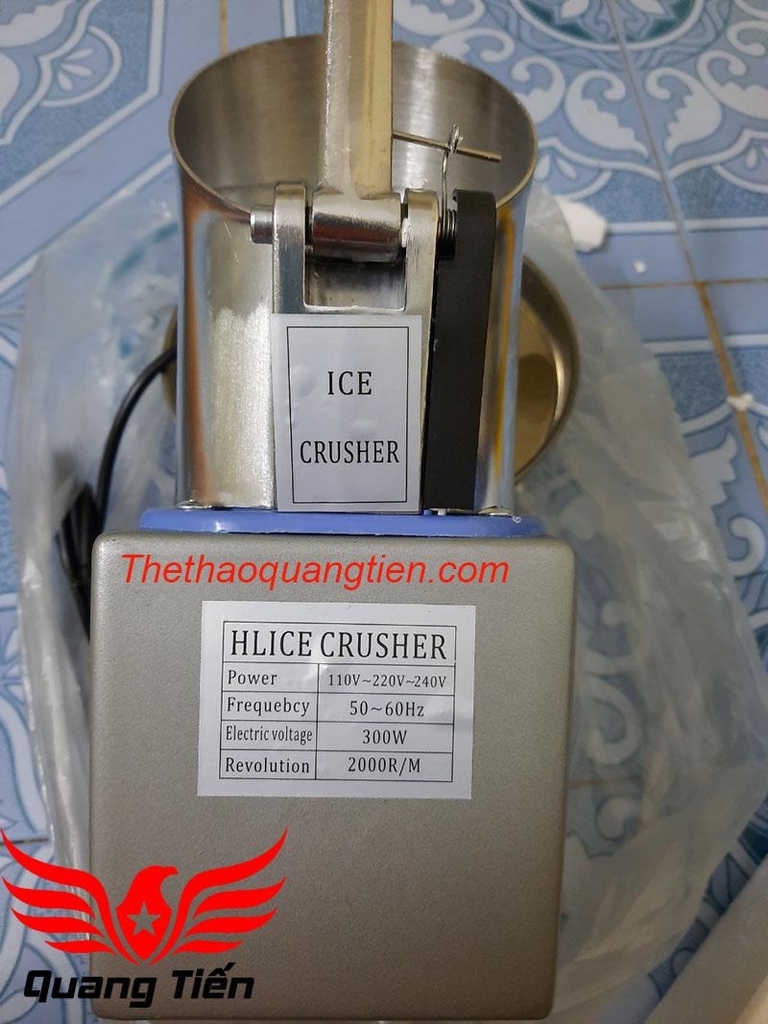 ICE
CRUSHER
Thethaoquangtien.com
HLICE CRUSHER
Power 110V~220V~240V
Frequebcy 50~60Hz
Electric voltage 300W
Revolution 2000R/M
Quang Tiến